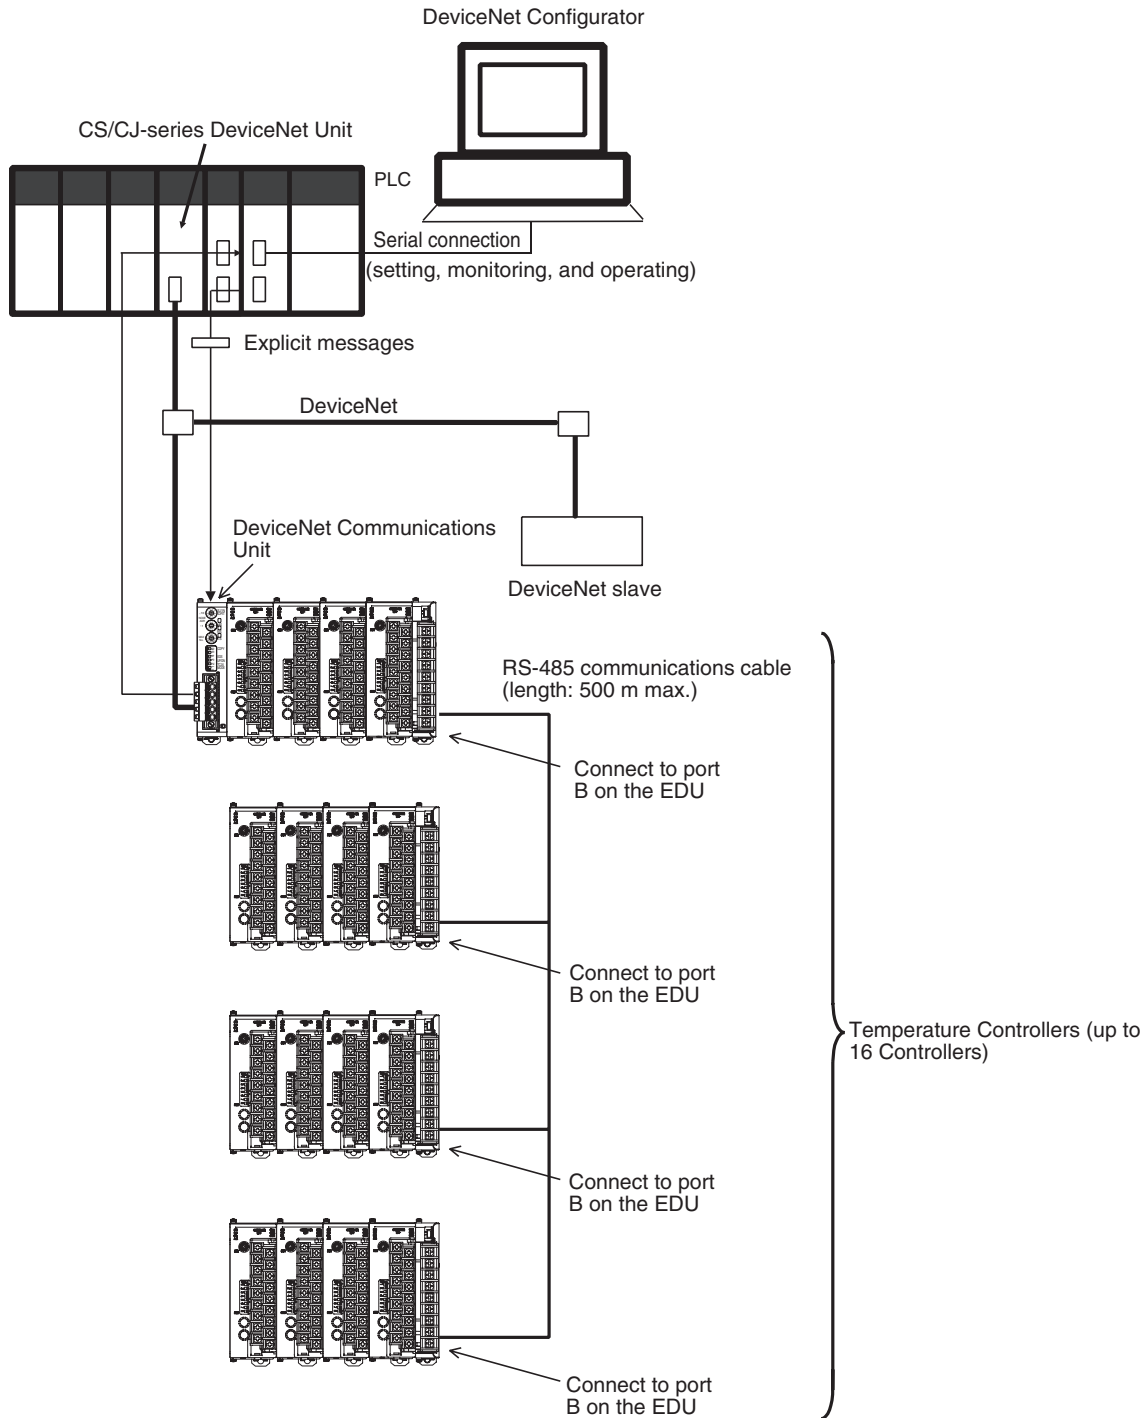 DeviceNet Configurator
CS/CJ-series DeviceNet Unit
PLC
Serial connection
(setting, monitoring, and operating)
Explicit messages
DeviceNet
DeviceNet Communications
Unit
DeviceNet slave
RS-485 communications cable
(length: 500 m max.)
Connect to port
B on the EDU
Connect to port
B on the EDU
Temperature Controllers (up to
16 Controllers)
Connect to port
B on the EDU
Connect to port
B on the EDU